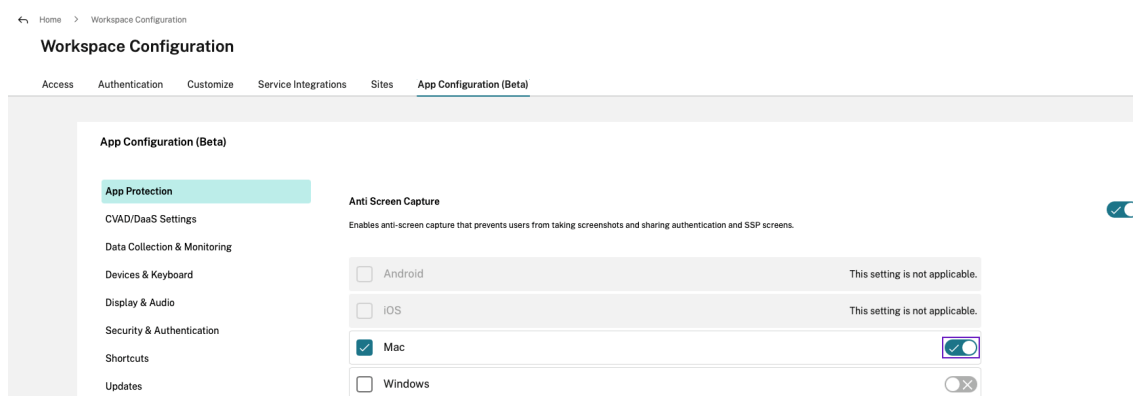 Home > Workspace Configuration
Workspace Configuration
Access Authentication Customize Service Integrations Sites App Configuration (Beta)
App Configuration (Beta)
App Protection
CVAD/DaaS Settings
Data Collection & Monitoring
Devices & Keyboard
Display & Audio
Security & Authentication
Shortcuts
Updates
Anti Screen Capture
Enables anti-screen capture that prevents users from taking screenshots and sharing authentication and SSP screens.
Android This setting is not applicable.
iOS This setting is not applicable.
Mac
Windows